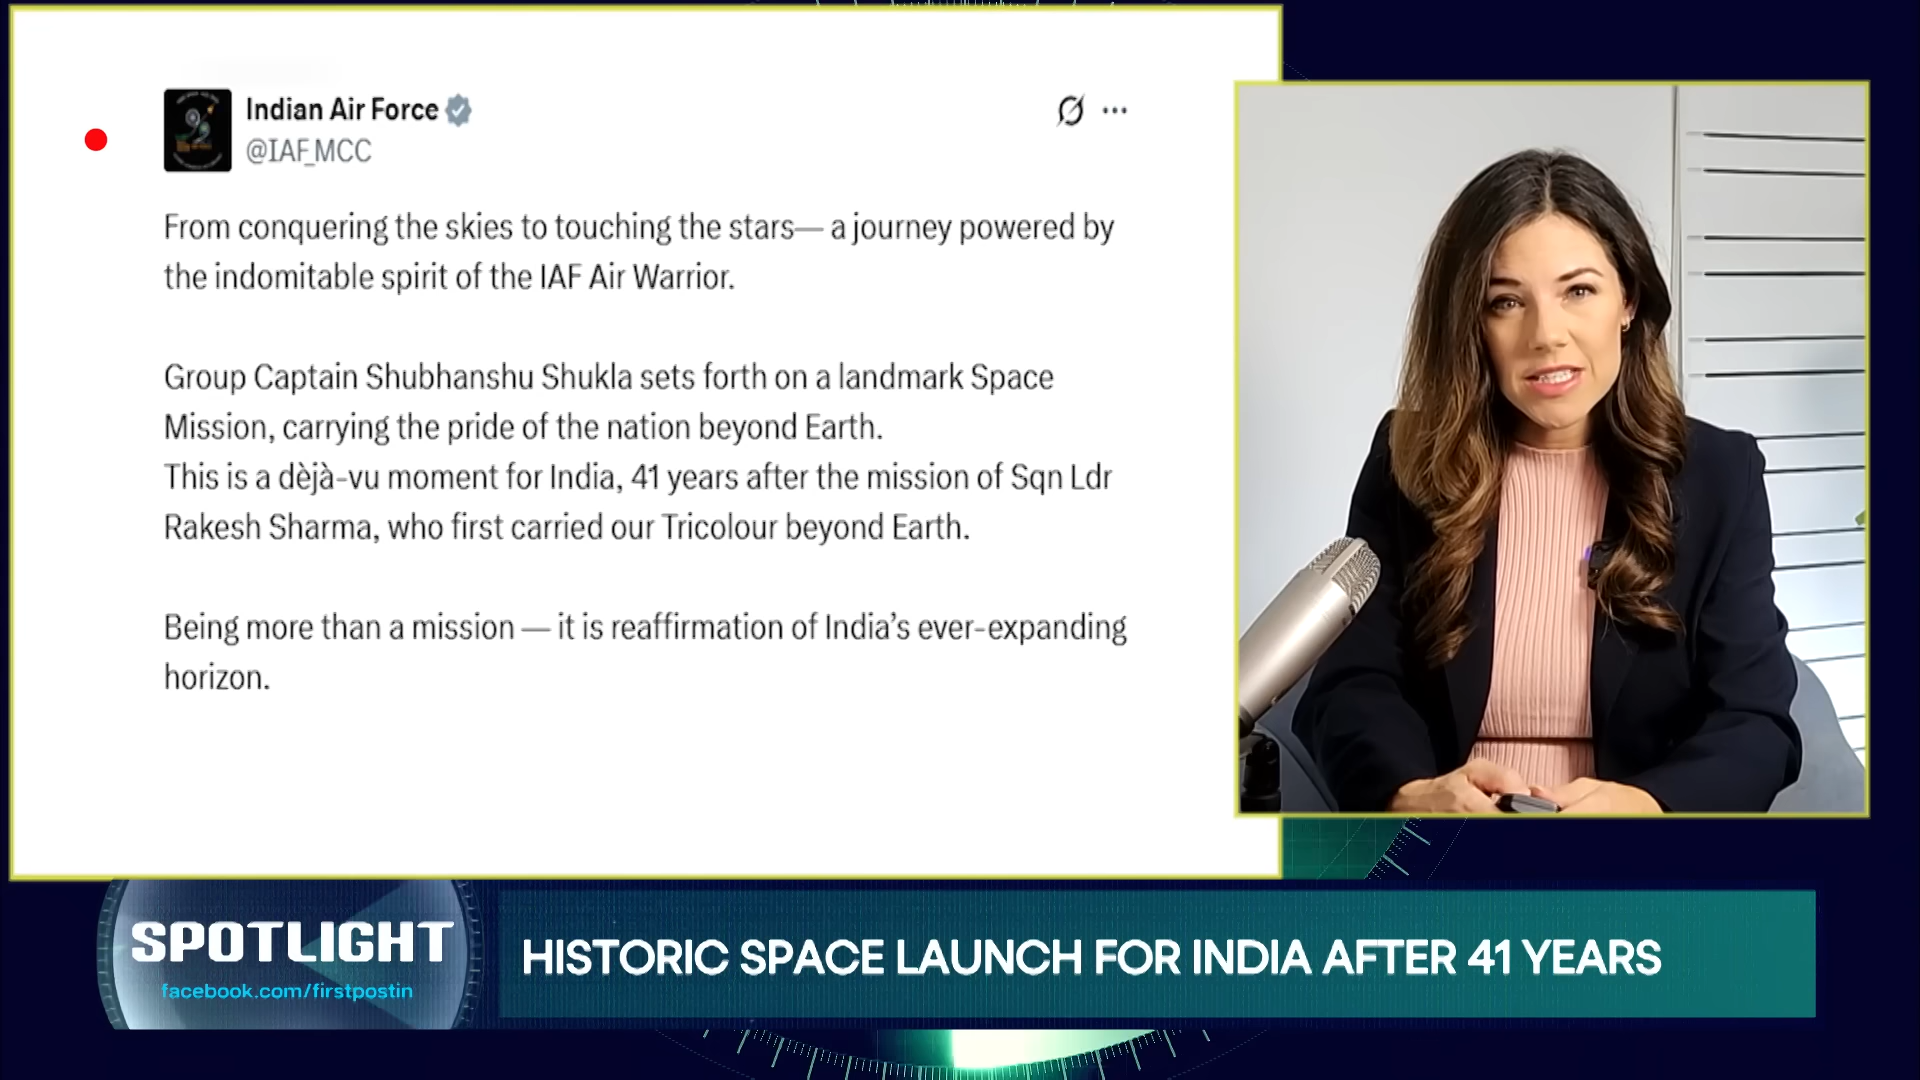 Indian Air Force
@IAF_MCC
From conquering the skies to touching the stars— a journey powered by
the indomitable spirit of the IAF Air Warrior.
Group Captain Shubhanshu Shukla sets forth on a landmark Space
Mission, carrying the pride of the nation beyond Earth.
This is a dèjà-vu moment for India, 41 years after the mission of Sqn Ldr
Rakesh Sharma, who first carried our Tricolour beyond Earth.
Being more than a mission — it is reaffirmation of India’s ever-expanding
horizon.
SPOTLIGHT
facebook.com/firstpostin
HISTORIC SPACE LAUNCH FOR INDIA AFTER 41 YEARS